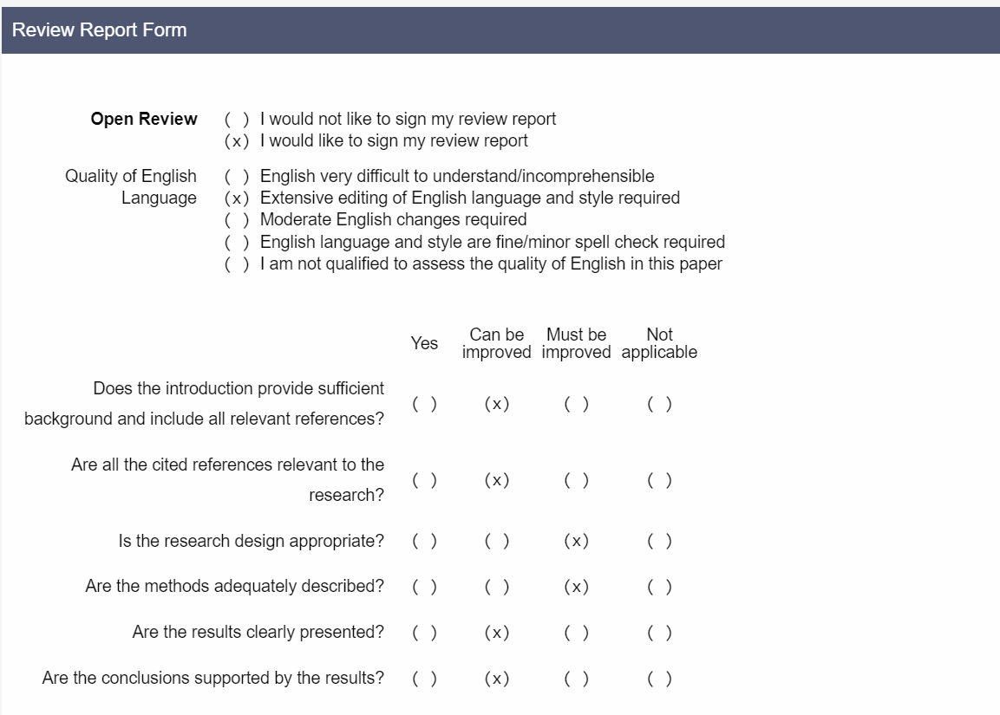 Review Report Form
Open Review ( ) I would not like to sign my review report
(x) I would like to sign my review report
Quality of English ( ) English very difficult to understand/incomprehensible
Language (x) Extensive editing of English language and style required
( ) Moderate English changes required
( ) English language and style are fine/minor spell check required
( ) I am not qualified to assess the quality of English in this paper
Yes Can be improved Must be improved Not applicable
Does the introduction provide sufficient
background and include all relevant references? ( ) (x) ( ) ( )
Are all the cited references relevant to the
research? ( ) (x) ( ) ( )
Is the research design appropriate? ( ) ( ) (x) ( )
Are the methods adequately described? ( ) ( ) (x) ( )
Are the results clearly presented? ( ) (x) ( ) ( )
Are the conclusions supported by the results? ( ) (x) ( ) ( )